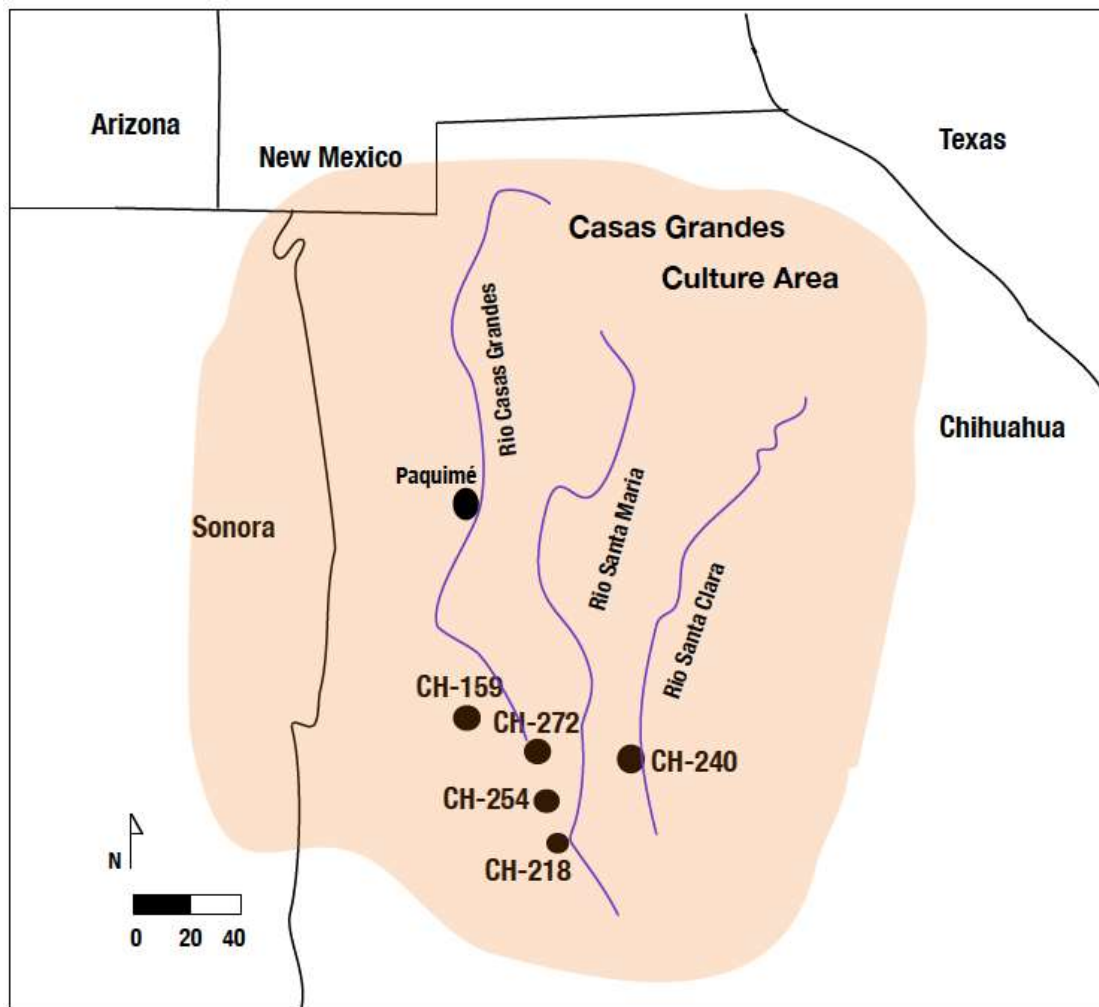 Arizona
New Mexico
Texas
Casas Grandes
Culture Area
Rio Casas Grandes
Chihuahua
Paquimé
Rio Santa Maria
Sonora
Rio Santa Clara
CH-159
CH-272
CH-240
CH-254
CH-218
N
0 20 40